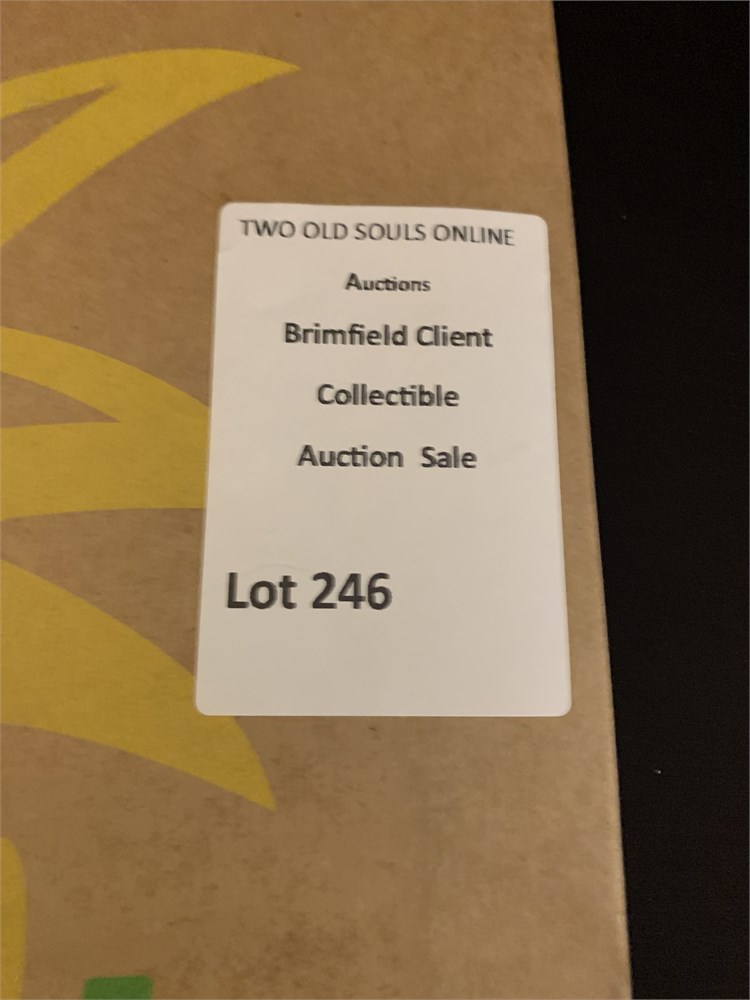 TWO OLD SOULS ONLINE
Auctions
Brimfield Client
Collectible
Auction Sale
Lot 246